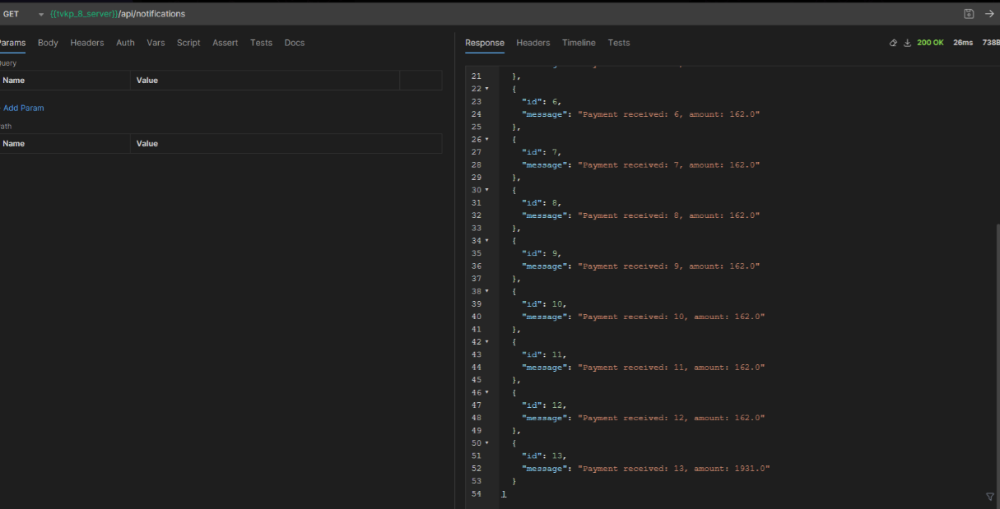 GET {{tvkp_8_server}}/api/notifications
Params Body Headers Auth Vars Script Assert Tests Docs
Query
Name Value
Add Param
Path
Name Value
Response Headers Timeline Tests 200 OK 26ms 738B
21 },
22 {
23 "id": 6,
24 "message": "Payment received: 6, amount: 162.0"
25 },
26 {
27 "id": 7,
28 "message": "Payment received: 7, amount: 162.0"
29 },
30 {
31 "id": 8,
32 "message": "Payment received: 8, amount: 162.0"
33 },
34 {
35 "id": 9,
36 "message": "Payment received: 9, amount: 162.0"
37 },
38 {
39 "id": 10,
40 "message": "Payment received: 10, amount: 162.0"
41 },
42 {
43 "id": 11,
44 "message": "Payment received: 11, amount: 162.0"
45 },
46 {
47 "id": 12,
48 "message": "Payment received: 12, amount: 162.0"
49 },
50 {
51 "id": 13,
52 "message": "Payment received: 13, amount: 1931.0"
53 }
54 ]